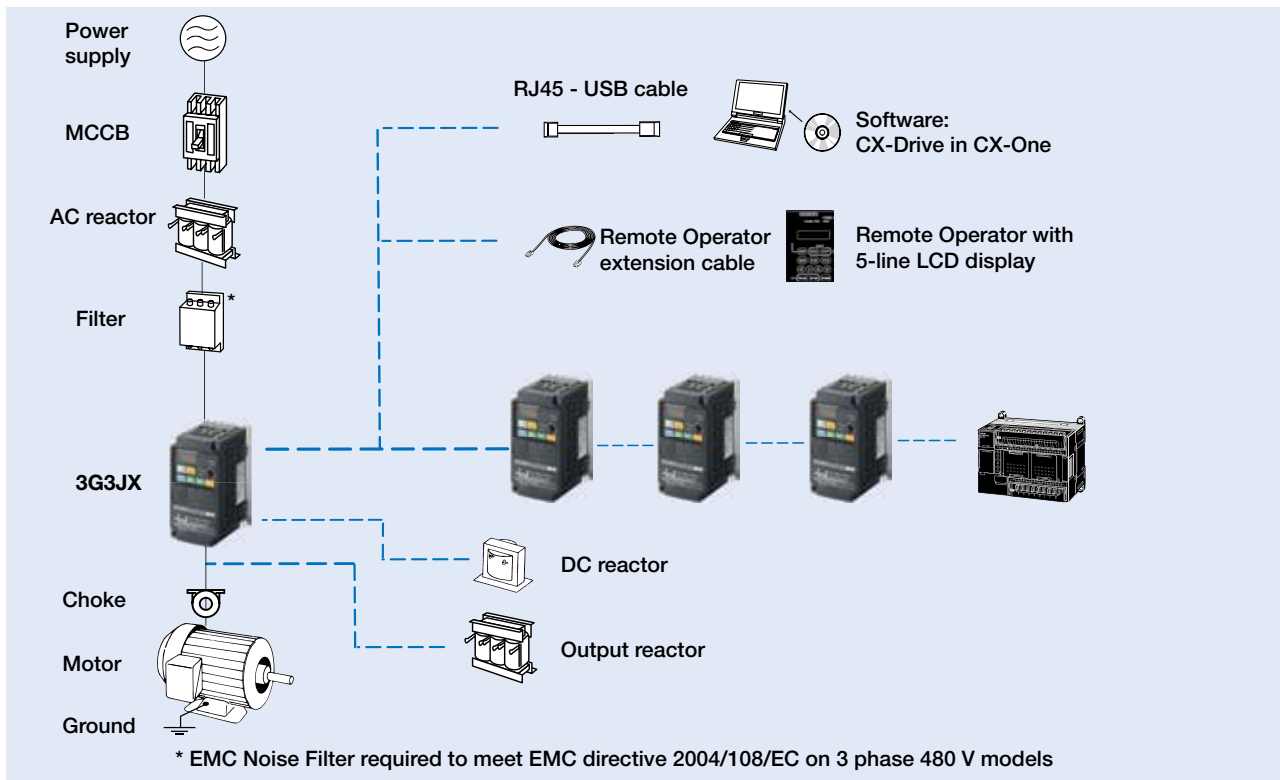 Power
supply
MCCB
AC reactor
Filter
*
3G3JX
Choke
Motor
Ground
RJ45 - USB cable
Software:
CX-Drive in CX-One
Remote Operator
extension cable
Remote Operator with
5-line LCD display
DC reactor
Output reactor
* EMC Noise Filter required to meet EMC directive 2004/108/EC on 3 phase 480 V models